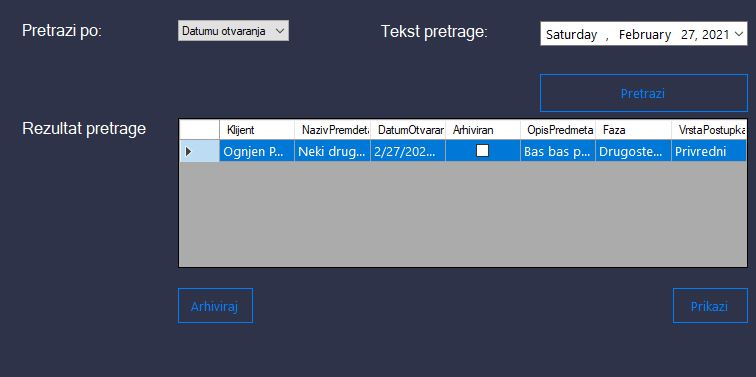 Pretrazi po: Datumu otvaranja Tekst pretrage: Saturday , February 27, 2021
Pretrazi
Rezultat pretrage
Klijent NazivPremdeta DatumOtvarar Arhiviran OpisPredmeta Faza VrstaPostupka
Ognjen P... Neki drug... 2/27/202... Bas bas p... Drugoste... Privredni
Arhiviraj Prikazi